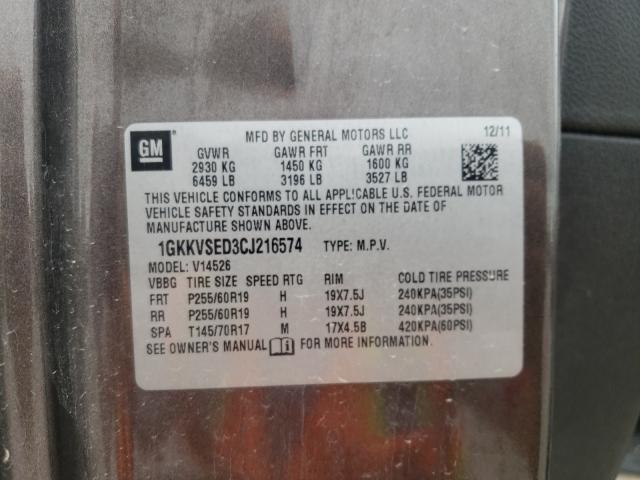 GM
MFD BY GENERAL MOTORS LLC 12/11
GVWR GAWR FRT GAWR RR
2930 KG 1450 KG 1600 KG
6459 LB 3196 LB 3527 LB
THIS VEHICLE CONFORMS TO ALL APPLICABLE U.S. FEDERAL MOTOR
VEHICLE SAFETY STANDARDS IN EFFECT ON THE DATE OF
MANUFACTURE SHOWN ABOVE.
1GKKVSED3CJ216574 TYPE: M.P.V.
MODEL: V14526
VBBG TIRE SIZE SPEED RTG RIM COLD TIRE PRESSURE
FRT P255/60R19 H 19X7.5J 240KPA(35PSI)
RR P255/60R19 H 19X7.5J 240KPA(35PSI)
SPA T145/70R17 M 17X4.5B 420KPA(60PSI)
SEE OWNER'S MANUAL FOR MORE INFORMATION.